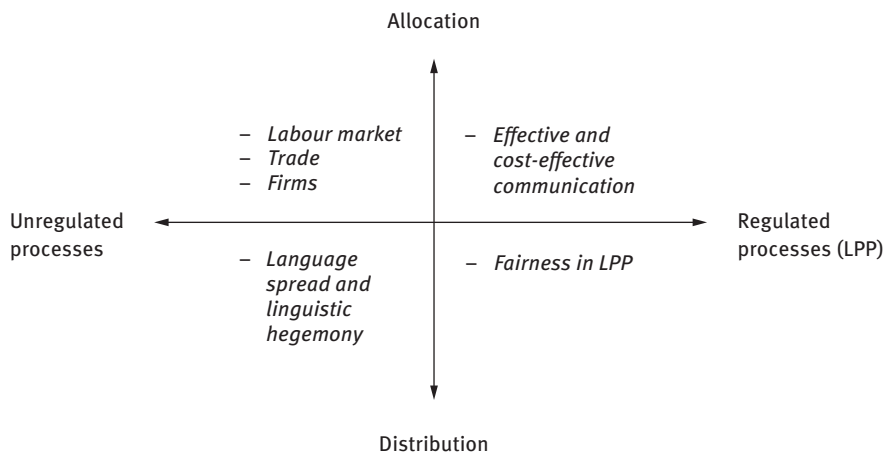 Allocation
– Labour market
– Trade
– Firms
– Effective and
cost-effective
communication
Unregulated
processes
Regulated
processes (LPP)
– Language
spread and
linguistic
hegemony
– Fairness in LPP
Distribution